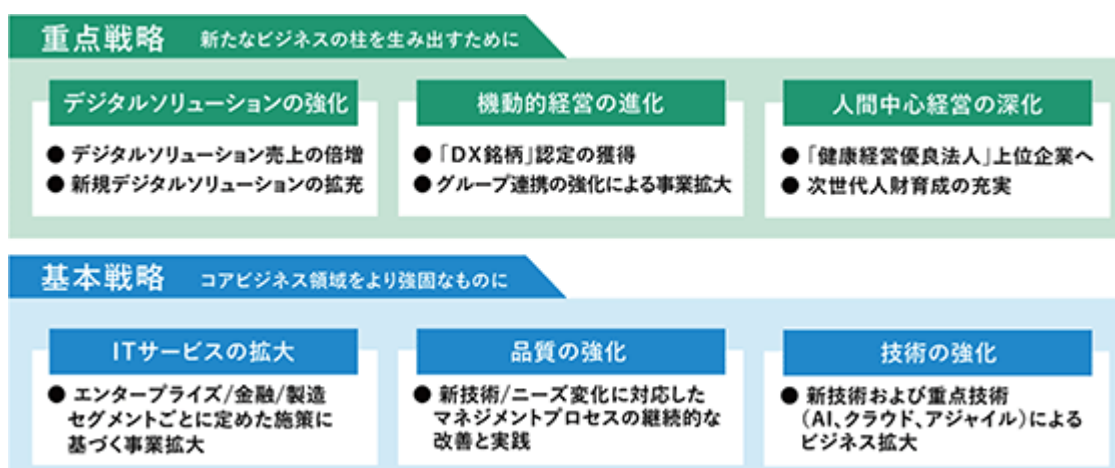 重点戦略 新たなビジネスの柱を生み出すために
デジタルソリューションの強化
● デジタルソリューション売上の倍増
● 新規デジタルソリューションの拡充
機動的経営の進化
● 「DX銘柄」認定の獲得
● グループ連携の強化による事業拡大
人間中心経営の深化
● 「健康経営優良法人」上位企業へ
● 次世代人財育成の充実
基本戦略 コアビジネス領域をより強固なものに
ITサービスの拡大
● エンタープライズ/金融/製造
セグメントごとに定めた施策に
基づく事業拡大
品質の強化
● 新技術/ニーズ変化に対応した
マネジメントプロセスの継続的な
改善と実践
技術の強化
● 新技術および重点技術
(AI、クラウド、アジャイル)による
ビジネス拡大